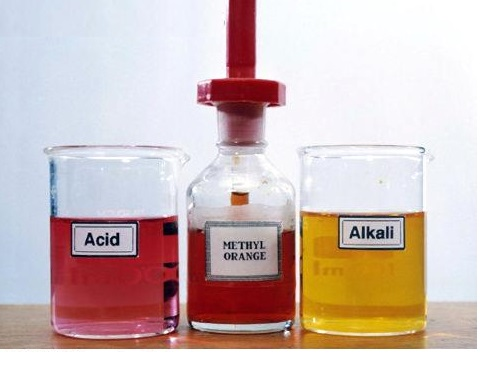 Acid
METHYL
ORANGE
Alkali